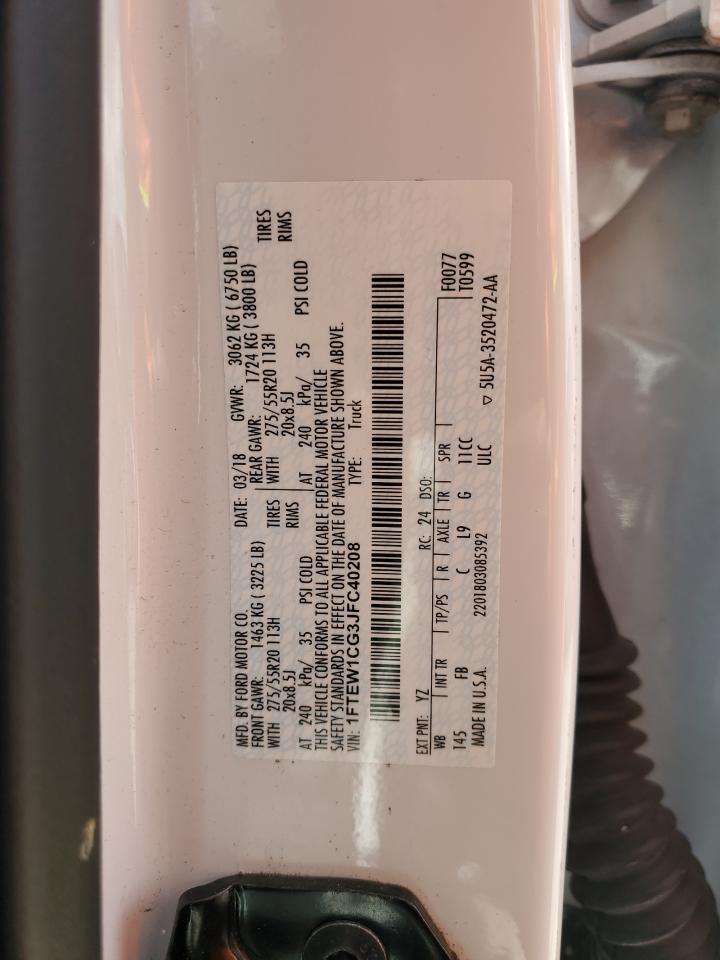 MFD. BY FORD MOTOR CO. DATE: 03/18 GVWR: 3062 KG ( 6750 LB)
FRONT GAWR: 1463 KG ( 3225 LB) REAR GAWR: 1724 KG ( 3800 LB)
WITH 275/55R20 113H TIRES WITH 275/55R20 113H TIRES
20x8.5J RIMS 20x8.5J RIMS
AT 240 kPa/ 35 PSI COLD AT 240 kPa/ 35 PSI COLD
THIS VEHICLE CONFORMS TO ALL APPLICABLE FEDERAL MOTOR VEHICLE
SAFETY STANDARDS IN EFFECT ON THE DATE OF MANUFACTURE SHOWN ABOVE.
VIN: 1FTEW1CG3JFC40208 TYPE: Truck
EXT PNT: YZ RC: 24 DSO:
WB INT TR TP/PS R AXLE TR SPR F0077
145 FB C L9 G 11CC T0599
ULC
MADE IN U.S.A. 2201803085392 ▽ 5U5A-3520472-AA